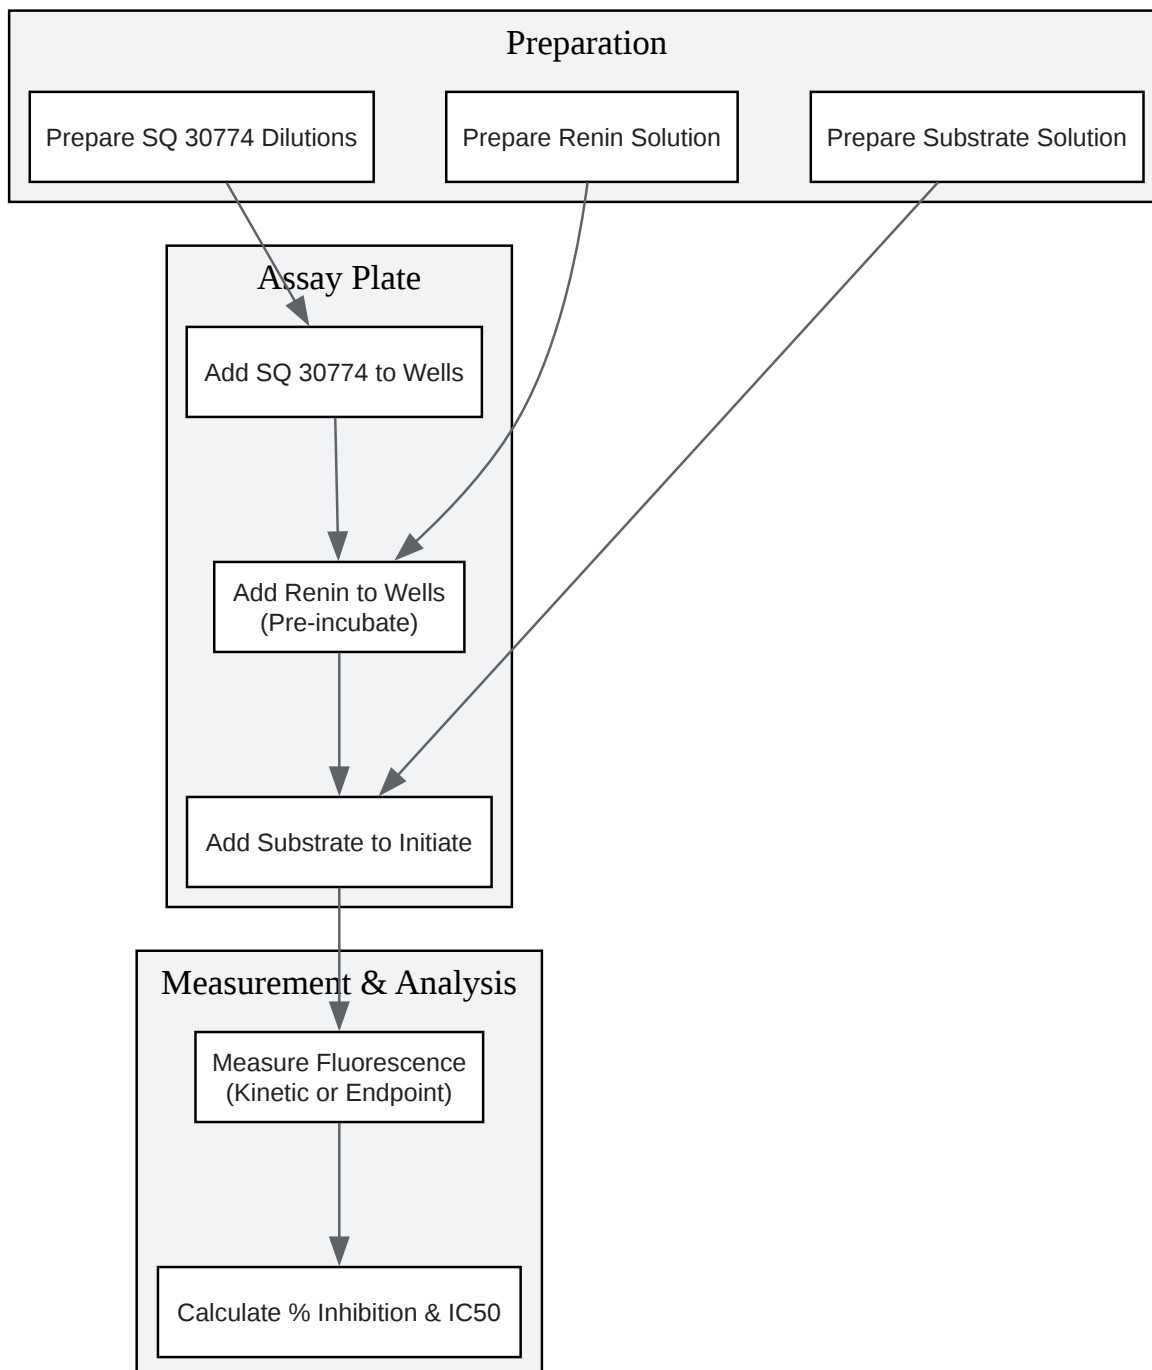 Preparation
Prepare SQ 30774 Dilutions
Prepare Renin Solution
Prepare Substrate Solution
Assay Plate
Add SQ 30774 to Wells
Add Renin to Wells
(Pre-incubate)
Add Substrate to Initiate
Measurement & Analysis
Measure Fluorescence
(Kinetic or Endpoint)
Calculate % Inhibition & IC50